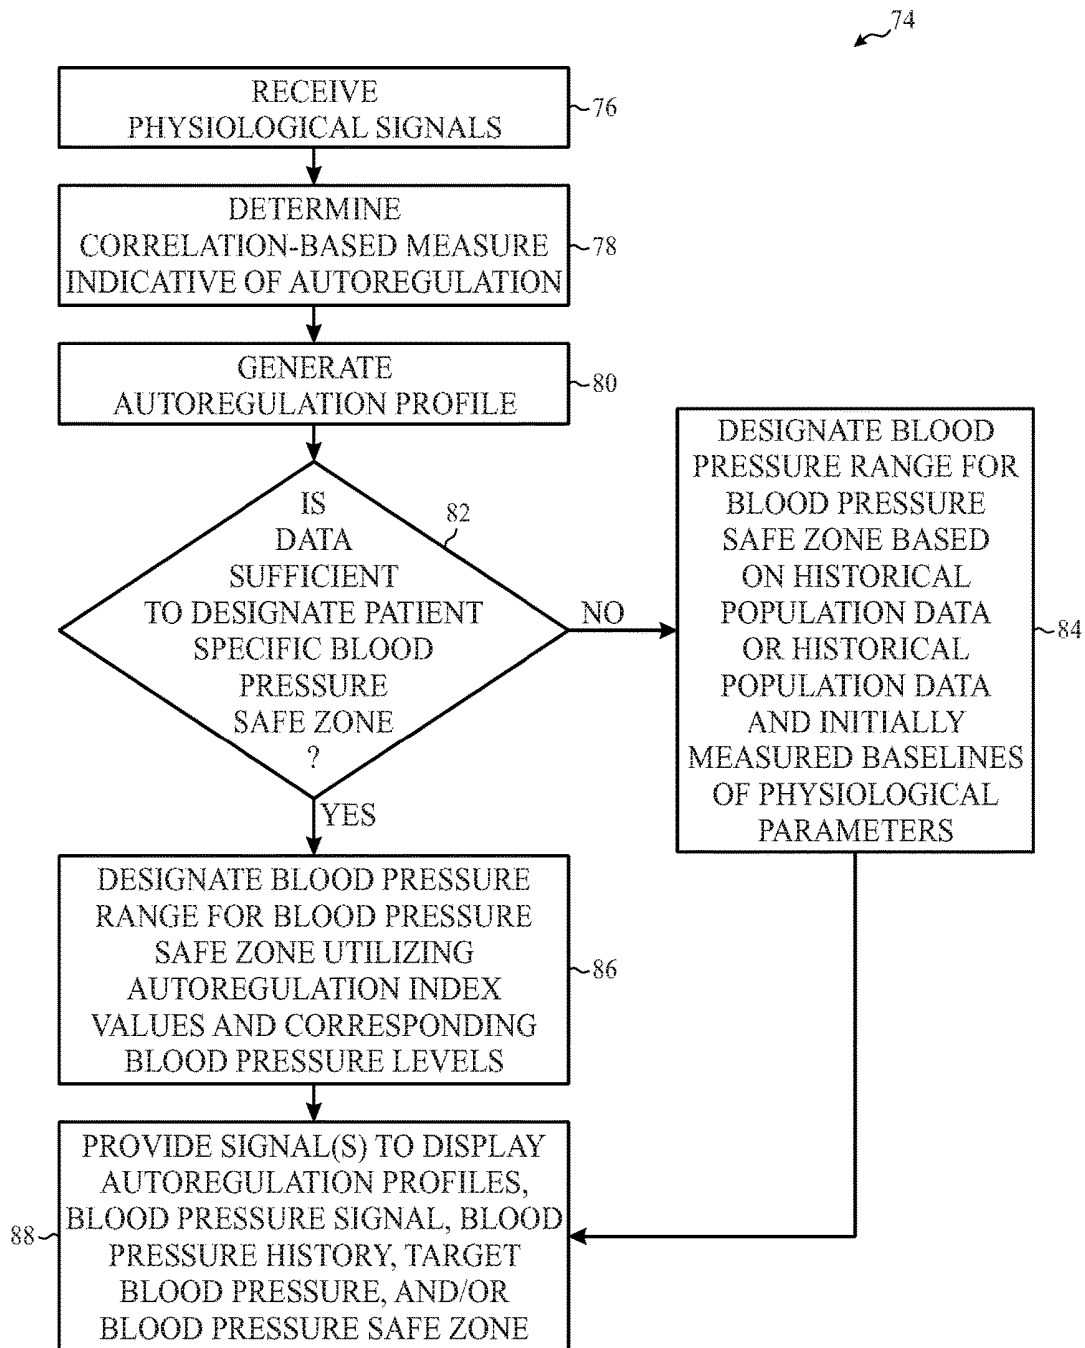 74
RECEIVE
PHYSIOLOGICAL SIGNALS
76
DETERMINE
CORRELATION-BASED MEASURE
INDICATIVE OF AUTOREGULATION
78
GENERATE
AUTOREGULATION PROFILE
80
IS
DATA
SUFFICIENT
TO DESIGNATE PATIENT
SPECIFIC BLOOD
PRESSURE
SAFE ZONE
?
82
NO
YES
DESIGNATE BLOOD
PRESSURE RANGE FOR
BLOOD PRESSURE
SAFE ZONE BASED
ON HISTORICAL
POPULATION DATA
OR HISTORICAL
POPULATION DATA
AND INITIALLY
MEASURED BASELINES
OF PHYSIOLOGICAL
PARAMETERS
84
DESIGNATE BLOOD PRESSURE
RANGE FOR BLOOD PRESSURE
SAFE ZONE UTILIZING
AUTOREGULATION INDEX
VALUES AND CORRESPONDING
BLOOD PRESSURE LEVELS
86
PROVIDE SIGNAL(S) TO DISPLAY
AUTOREGULATION PROFILES,
BLOOD PRESSURE SIGNAL, BLOOD
PRESSURE HISTORY, TARGET
BLOOD PRESSURE, AND/OR
BLOOD PRESSURE SAFE ZONE
88